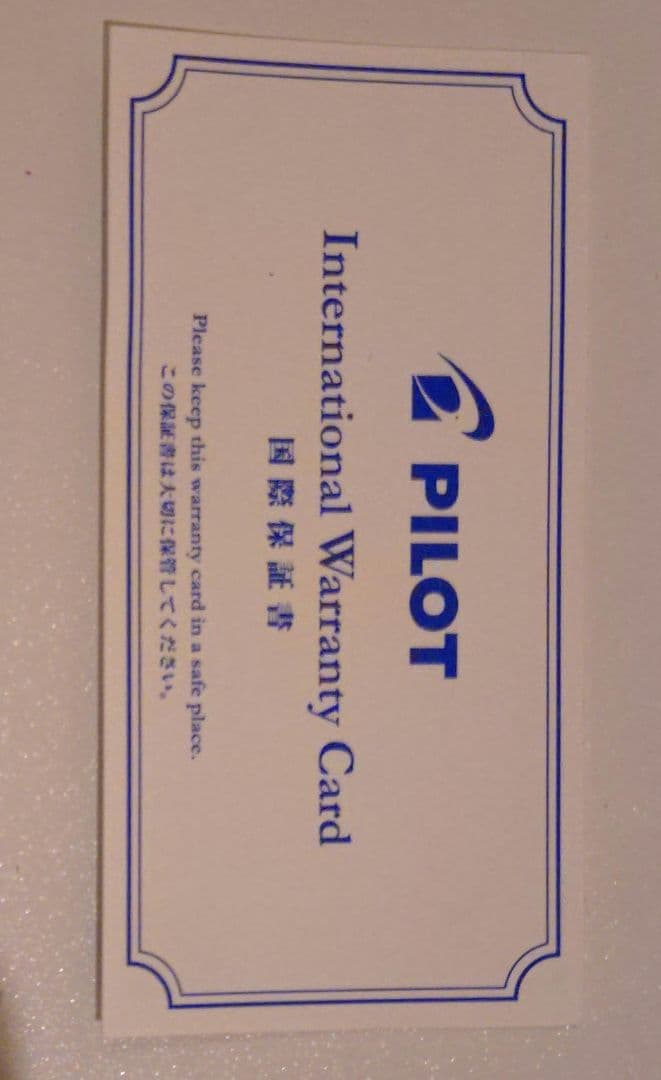 PILOT
International Warranty Card
国際保証書
Please keep this warranty card in a safe place.
この保証書は大切に保管してください。